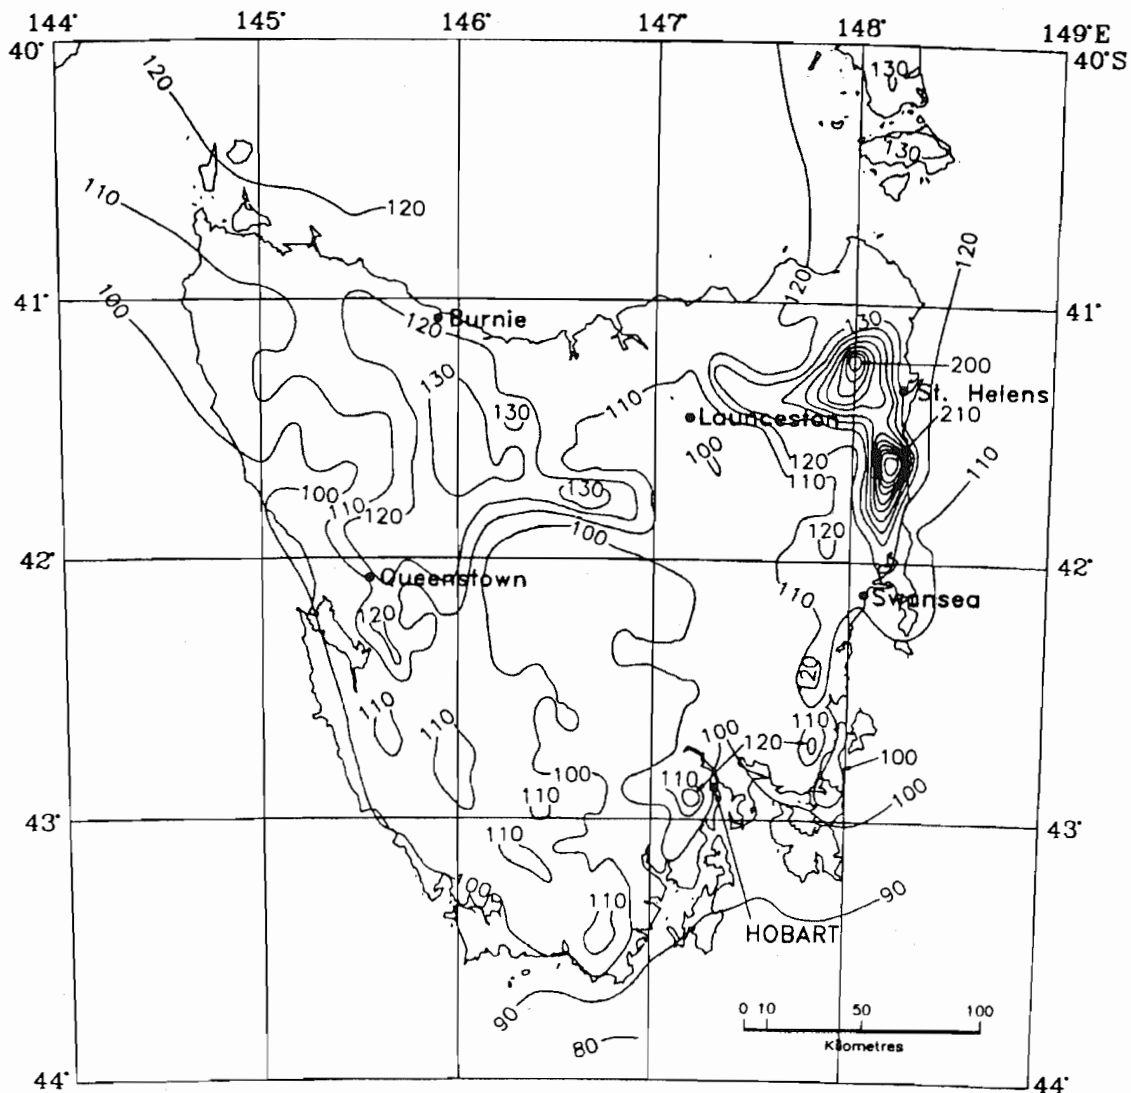 144° 145° 146° 147° 148° 149°E
40° 40°S
120 130
130
110 120
120
41° 100 120 41°
Burnie
120 130
200
130 130 110 St. Helens
Launceston 210
100
120 110
130 110
100
110 120 100 120
42° 42°
Queenstown
110 Swansea
120
20
110 110 110
100 120
100
100 110 100
110
43° 43°
110
100
110 90
HOBART
90
0 10 50 100
Kilometres
80
44° 44°